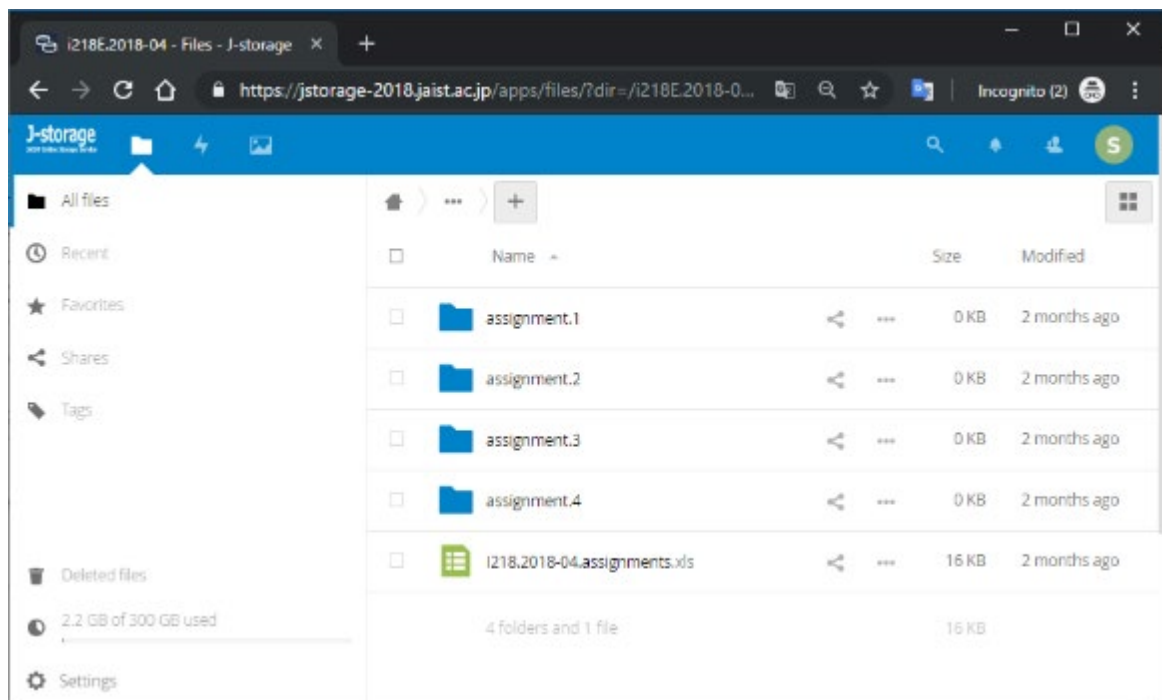 i218E.2018-04 - Files - J-storage
https://jstorage-2018.jaist.ac.jp/apps/files/?dir=/i218E.2018-0...
Incognito (2)
J-storage
S
All files
Recent
Favorites
Shares
Tags
Deleted files
2.2 GB of 300 GB used
Settings
Name
Size
Modified
assignment.1
0 KB
2 months ago
assignment.2
0 KB
2 months ago
assignment.3
0 KB
2 months ago
assignment.4
0 KB
2 months ago
i218.2018-04.assignments.xls
16 KB
2 months ago
4 folders and 1 file
16 KB